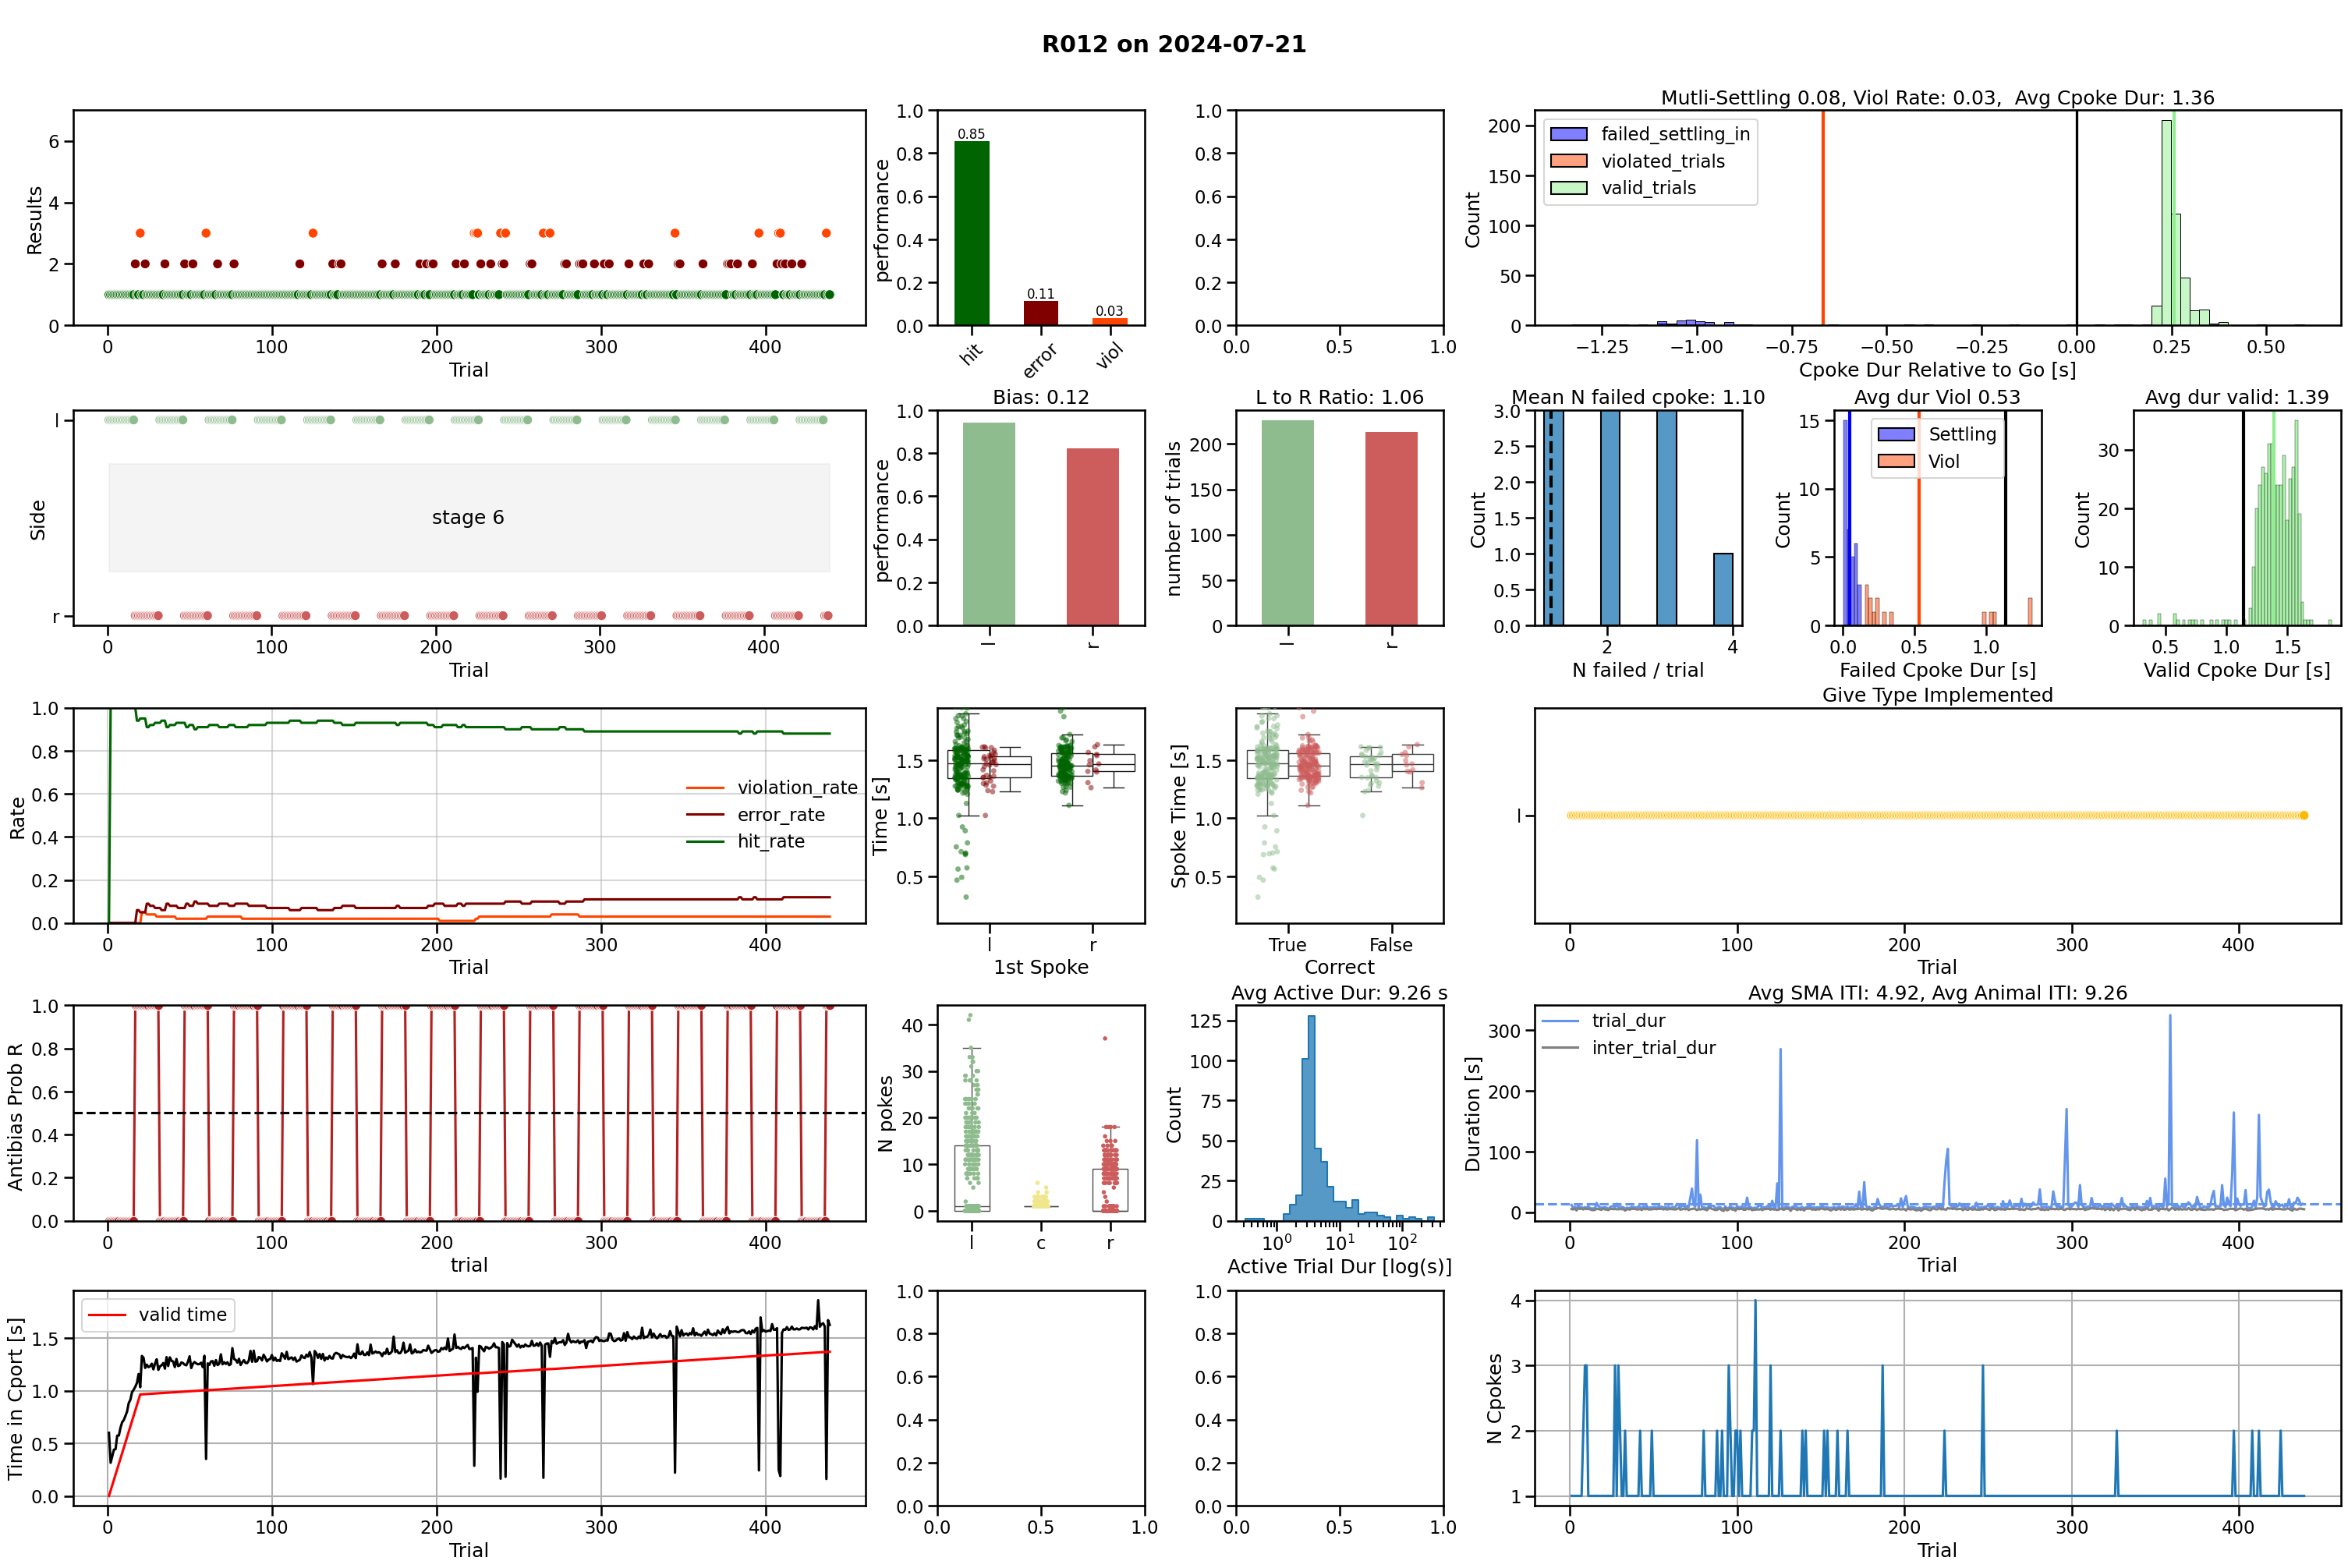 R012 on 2024-07-21
Results
0
2
4
6
0
100
200
300
400
Trial
performance
0.0
0.2
0.4
0.6
0.8
1.0
0.85
0.11
0.03
hit
error
viol
0.0
0.2
0.4
0.6
0.8
1.0
0.0
0.5
1.0
Mutli-Settling 0.08, Viol Rate: 0.03,  Avg Cpoke Dur: 1.36
failed_settling_in
violated_trials
valid_trials
Count
0
50
100
150
200
−1.25
−1.00
−0.75
−0.50
−0.25
0.00
0.25
0.50
Cpoke Dur Relative to Go [s]
Side
l
r
stage 6
0
100
200
300
400
Trial
Bias: 0.12
performance
0.0
0.2
0.4
0.6
0.8
1.0
l
r
L to R Ratio: 1.06
number of trials
0
50
100
150
200
l
r
Mean N failed cpoke: 1.10
Count
0.0
0.5
1.0
1.5
2.0
2.5
3.0
2
4
N failed / trial
Avg dur Viol 0.53
Settling
Viol
Count
0
5
10
15
0.0
0.5
1.0
Failed Cpoke Dur [s]
Avg dur valid: 1.39
Count
0
10
20
30
0.5
1.0
1.5
Valid Cpoke Dur [s]
Rate
0.0
0.2
0.4
0.6
0.8
1.0
violation_rate
error_rate
hit_rate
0
100
200
300
400
Trial
Time [s]
0.5
1.0
1.5
l
r
1st Spoke
Spoke Time [s]
0.5
1.0
1.5
True
False
Correct
Give Type Implemented
l
0
100
200
300
400
Trial
Antibias Prob R
0.0
0.2
0.4
0.6
0.8
1.0
0
100
200
300
400
trial
N pokes
0
10
20
30
40
l
c
r
Avg Active Dur: 9.26 s
Count
0
25
50
75
100
125
10⁰
10¹
10²
Active Trial Dur [log(s)]
Avg SMA ITI: 4.92, Avg Animal ITI: 9.26
trial_dur
inter_trial_dur
Duration [s]
0
100
200
300
0
100
200
300
400
Trial
Time in Cport [s]
valid time
0.0
0.5
1.0
1.5
0
100
200
300
400
Trial
0.0
0.2
0.4
0.6
0.8
1.0
0.0
0.5
1.0
0.0
0.2
0.4
0.6
0.8
1.0
0.0
0.5
1.0
N Cpokes
1
2
3
4
0
100
200
300
400
Trial